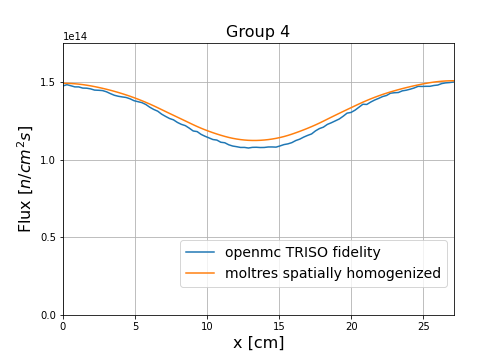 Group 4
1e14
1.5
1.0
0.5
0.0
Flux [n/cm²s]
openmc TRISO fidelity
moltres spatially homogenized
0 5 10 15 20 25
x [cm]